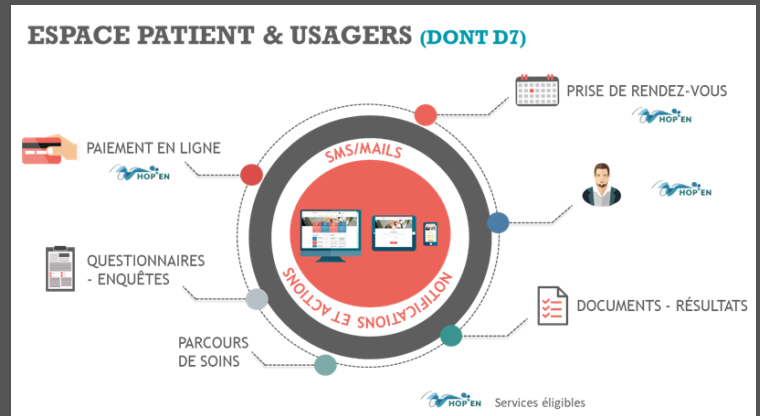 ESPACE PATIENT & USAGERS (DONT D7)
PRISE DE RENDEZ-VOUS
HOP'EN
PAIEMENT EN LIGNE
HOP'EN
SMS/MAILS
HOP'EN
QUESTIONNAIRES
- ENQUÊTES
NOTIFICATIONS ET ACTIONS
DOCUMENTS - RÉSULTATS
PARCOURS
DE SOINS
HOP'EN Services éligibles